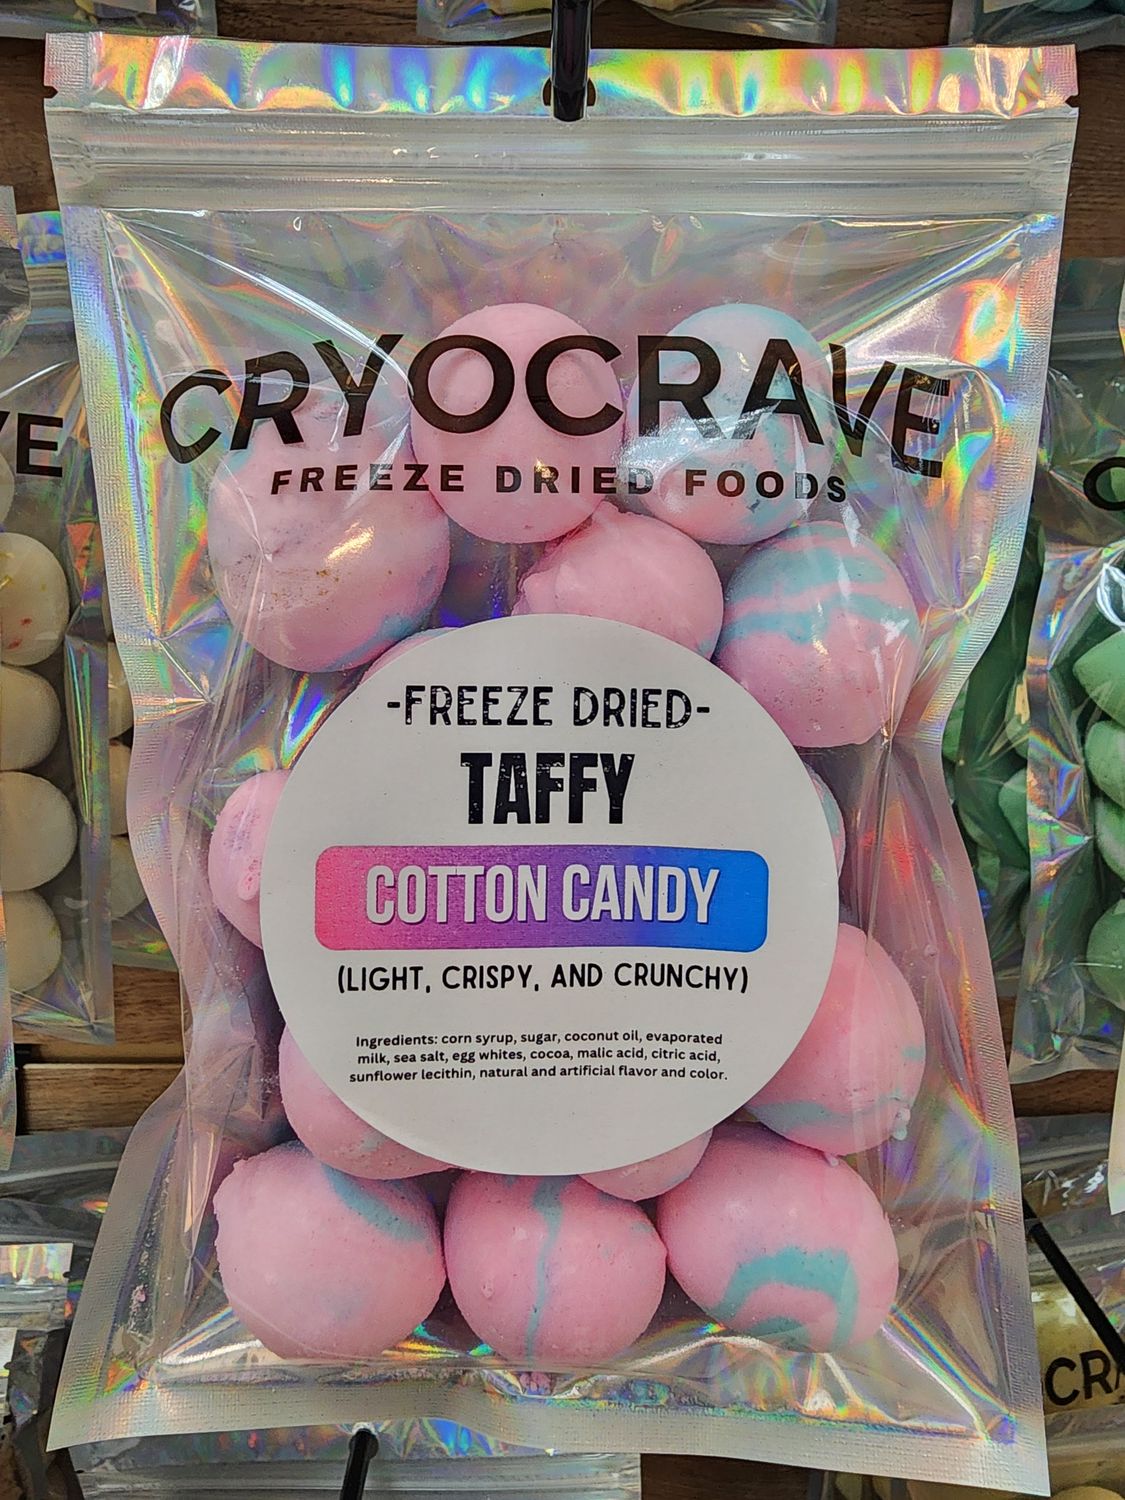 CRYOCRAVE
FREEZE DRIED FOODS
-FREEZE DRIED-
TAFFY
COTTON CANDY
(LIGHT, CRISPY, AND CRUNCHY)
Ingredients: corn syrup, sugar, coconut oil, evaporated
milk, sea salt, egg whites, cocoa, malic acid, citric acid,
sunflower lecithin, natural and artificial flavor and color.